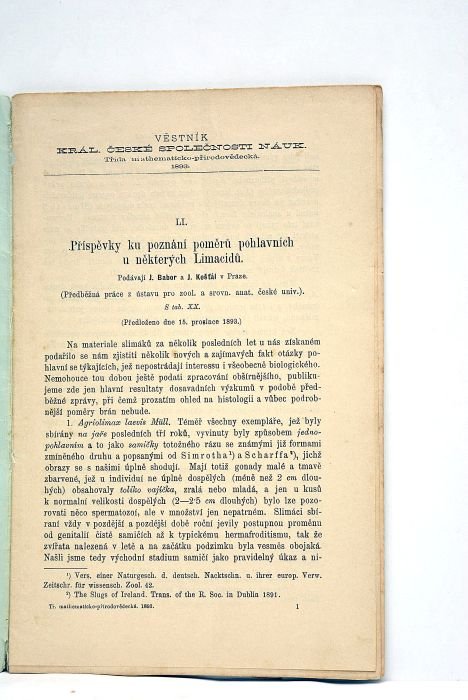 VĚSTNÍK
KRÁL. ČESKÉ SPOLEČNOSTI NÁUK.
Třída mathematicko-přírodovědecká.
1893.
LI.
Příspěvky ku poznání poměrů pohlavních
u některých Limacidů.
Podávají J. Babor a J. Košťál v Praze.
(Předběžná práce z ústavu pro zool. a srovn. anat. české univ.).
S tab. XX.
(Předloženo dne 15. prosince 1893.)
Na materiale slimáků za několik posledních let u nás získaném
podařilo se nám zjistiti několik nových a zajímavých fakt otázky po-
hlavní se týkajících, jež nepostrádají interessu i všeobecně biologického.
Nemohouce tou dobou ještě podati zpracování obšírnějšího, publiku-
jeme zde jen hlavní resultaty dosavadních výzkumů v podobě před-
běžné zprávy, při čemž prozatím ohled na histologii a vůbec podrob-
nější poměry brán nebude.
1. Agriolimax laevis Müll. Téměř všechny exempláře, jež byly
sbírány na jaře posledních tří roků, vyvinuty byly způsobem jedno-
pohlavním a to jako samičky totožného rázu se známými již formami
zmíněného druhu a popsanými od Simrotha¹) a Scharffa²), jichž
obrazy se s našimi úplně shodují. Mají totiž gonady malé a tmavě
zbarvené, jež u individuí ne úplně dospělých (méně než 2 cm dlou-
hých) obsahovaly toliko vajíčka, zralá nebo mladá, a jen u kusů
k normální velikosti dospělých (2—2·5 cm dlouhých) bylo lze pozo-
rovati něco spermatozoí, ale v množství jen nepatrném. Slimáci sbí-
raní vždy v pozdější a pozdější době roční jevily postupnou proměnu
od genitalií čistě samičích až k typickému hermafroditismu, tak že
zvířata nalezená v letě a na začátku podzimku byla vesměs obojaká.
Našli jsme tedy východní stadium samičí jako pravidelný úkaz a ni-
¹) Vers. einer Naturgesch. d. deutsch. Nacktschn. u. ihrer europ. Verw.
Zeitschr. für wissensch. Zool. 42.
²) The Slugs of Ireland. Trans. of the R. Soc. in Dublin 1891.
Tř. mathematicko-přírodovědecká. 1893. 1